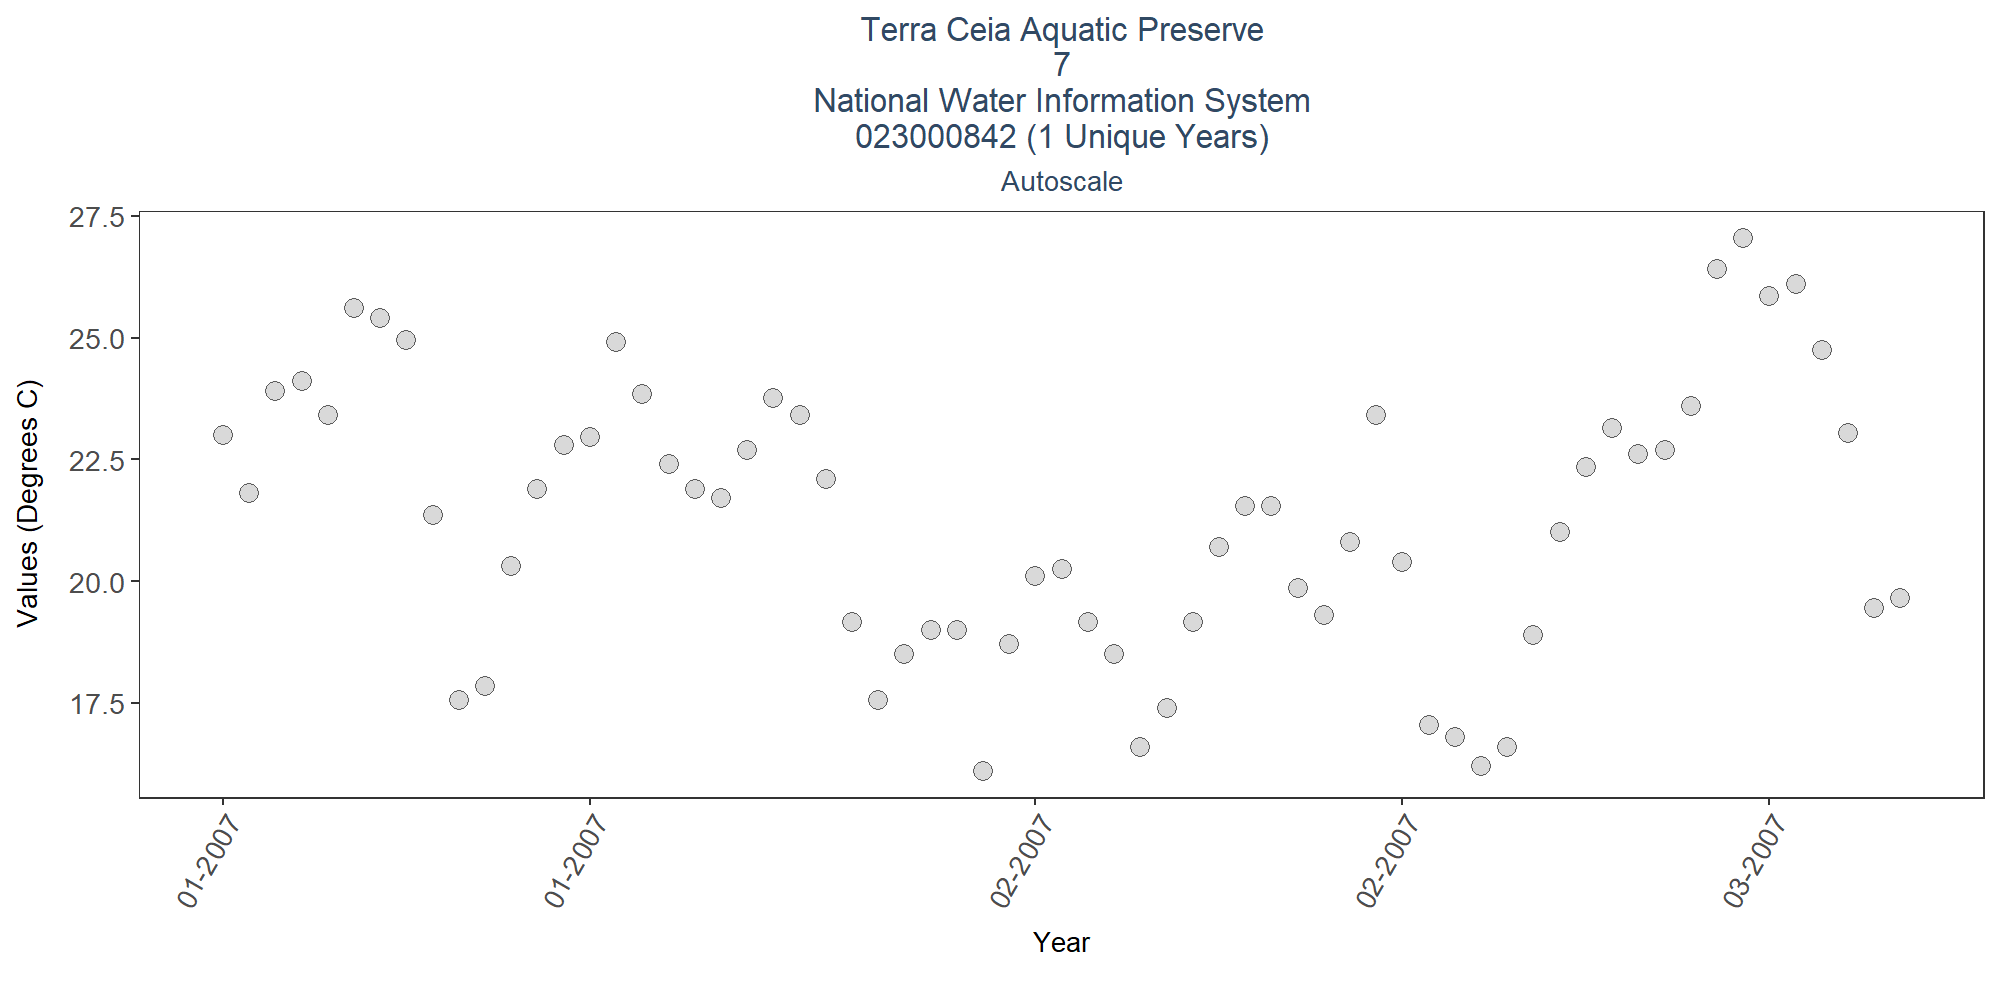 Terra Ceia Aquatic Preserve
7
National Water Information System
023000842 (1 Unique Years)
Autoscale
27.5
25.0
22.5
20.0
17.5
Values (Degrees C)
01-2007
01-2007
02-2007
02-2007
03-2007
Year